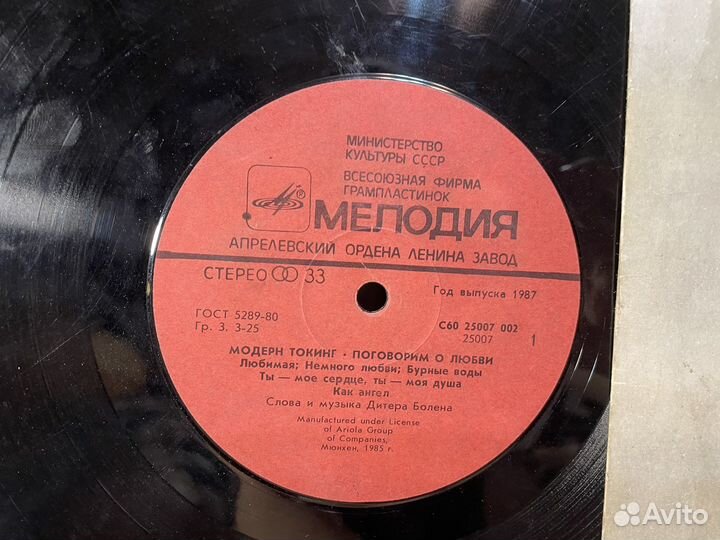 МИНИСТЕРСТВО
КУЛЬТУРЫ СССР
ВСЕСОЮЗНАЯ ФИРМА
ГРАМПЛАСТИНОК
®
МЕЛОДИЯ
АПРЕЛЕВСКИЙ ОРДЕНА ЛЕНИНА ЗАВОД
СТЕРЕО 33
Год выпуска 1987
ГОСТ 5289-80
Гр. 3. 3-25
С60 25007 002
25007 1
МОДЕРН ТОКИНГ · ПОГОВОРИМ О ЛЮБВИ
Любимая; Немного любви; Бурные воды
Ты — мое сердце, ты — моя душа
Как ангел
Слова и музыка Дитера Болена
Manufactured under License
of Ariola Group
of Companies,
Мюнхен, 1985 г.
Avito